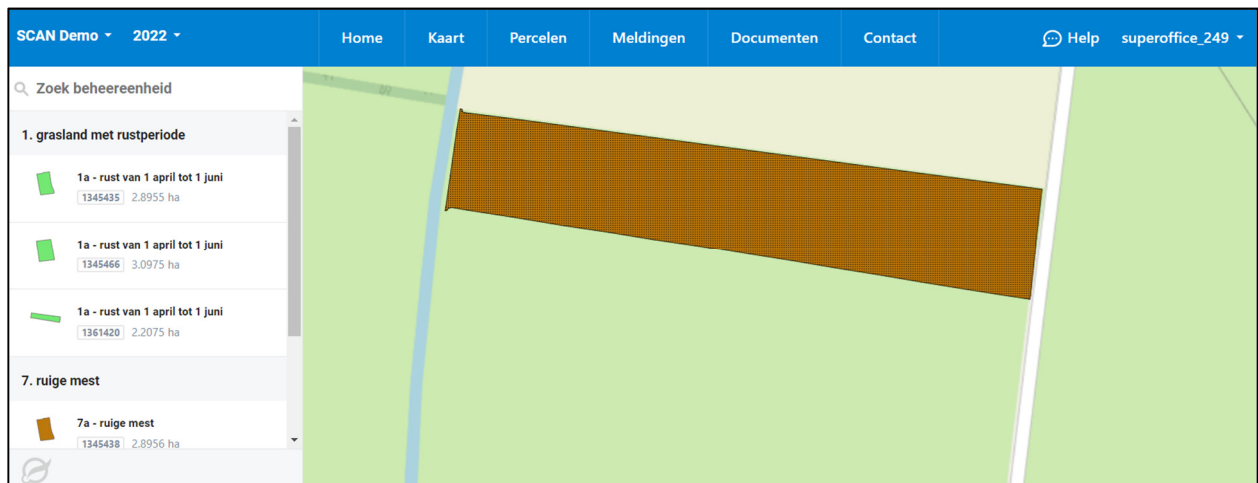 SCAN Demo 2022 Home Kaart Percelen Meldingen Documenten Contact Help superoffice_249
Zoek beheereenheid
1. grasland met rustperiode
1a - rust van 1 april tot 1 juni
1345435 2.8955 ha
1a - rust van 1 april tot 1 juni
1345466 3.0975 ha
1a - rust van 1 april tot 1 juni
1361420 2.2075 ha
7. ruige mest
7a - ruige mest
1345438 2.8956 ha